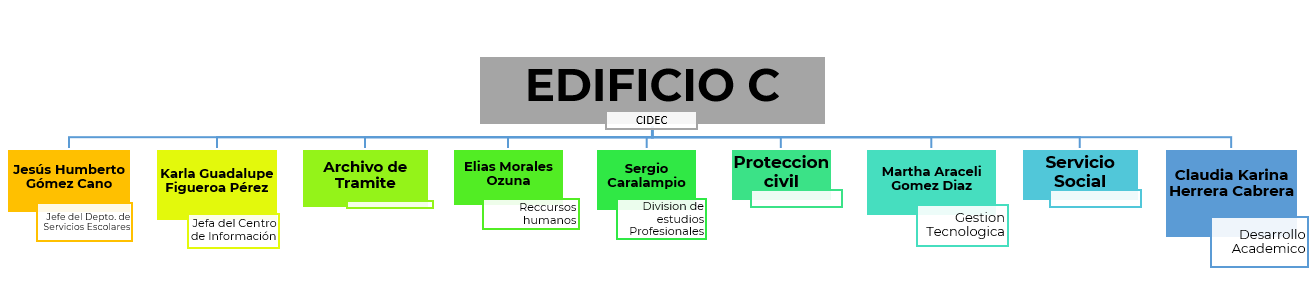 EDIFICIO C
CIDEC
Jesús Humberto
Gómez Cano
Jefe del Depto. de
Servicios Escolares
Karla Guadalupe
Figueroa Pérez
Jefa del Centro
de Información
Archivo de
Tramite
Elias Morales
Ozuna
Reccursos
humanos
Sergio
Caralampio
Division de
estudios
Profesionales
Proteccion
civil
Martha Araceli
Gomez Diaz
Gestion
Tecnologica
Servicio
Social
Claudia Karina
Herrera Cabrera
Desarrollo
Academico